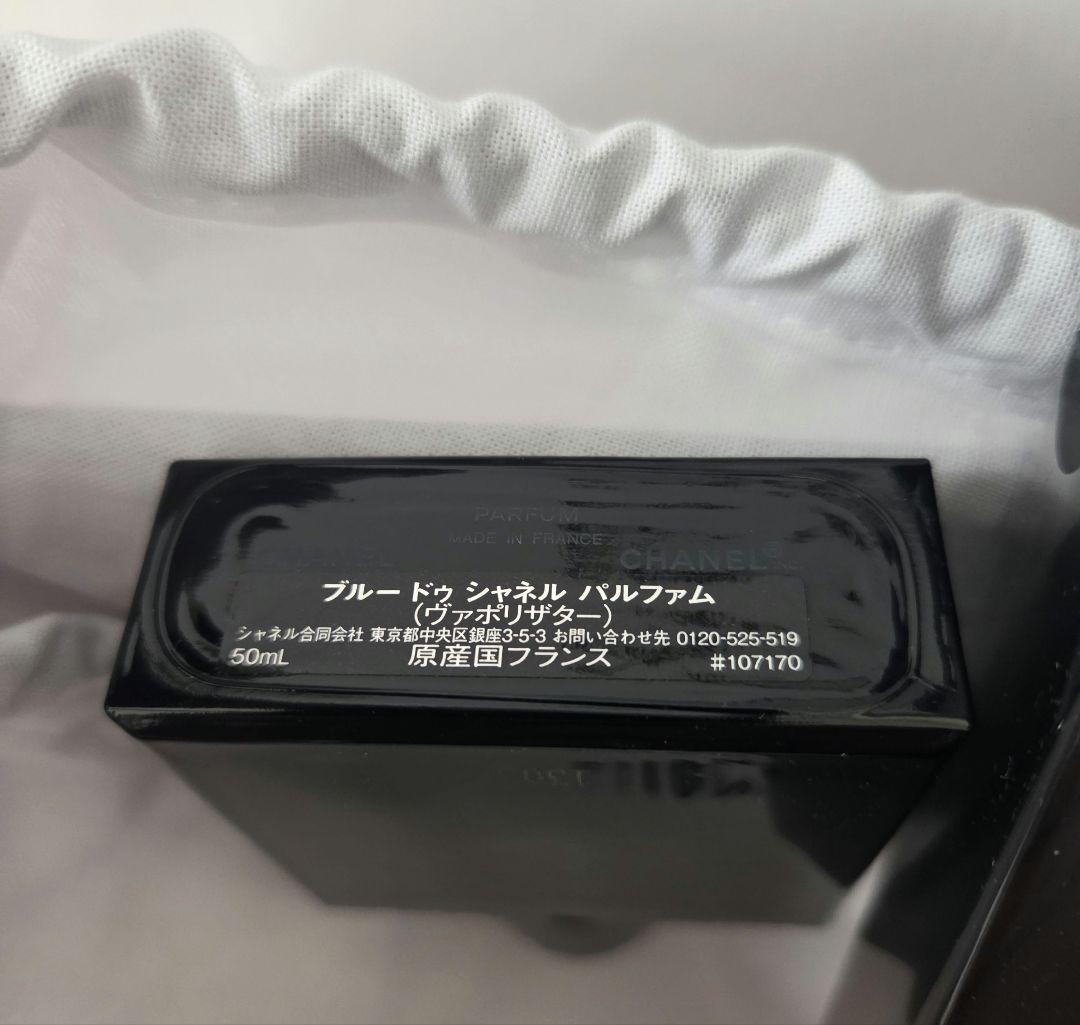 PARFUM
MADE IN FRANCE
CHANEL CHANEL®
ブルー ドゥ シャネル パルファム
(ヴァポリザター)
シャネル合同会社 東京都中央区銀座3-5-3 お問い合わせ先 0120-525-519
50mL 原産国フランス #107170